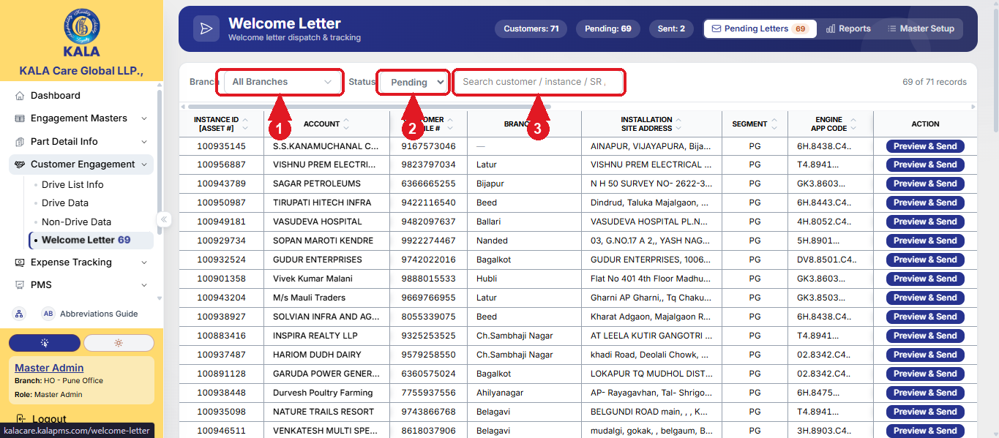 KALA
KALA Care Global LLP.,
Dashboard
Engagement Masters
Part Detail Info
Customer Engagement
Drive List Info
Drive Data
Non-Drive Data
Welcome Letter 69
Expense Tracking
PMS
AB Abbreviations Guide
Master Admin
Branch: HO - Pune Office
Role: Master Admin
Logout
kalacare.kalapms.com/welcome-letter
Welcome Letter
Welcome letter dispatch & tracking
Customers: 71 Pending: 69 Sent: 2 Pending Letters 69 Reports Master Setup
Branch All Branches Status Pending Search customer / instance / SR , 69 of 71 records
1 2 3
INSTANCE ID [ASSET #] ACCOUNT BRANC INSTALLATION SITE ADDRESS SEGMENT ENGINE APP CODE ACTION
100935145 S.S.KANAMUCHANAL C... 9167573046 — AINAPUR, VIJAYAPURA, Bija... PG 6H.8438.C4.. Preview & Send
100956887 VISHNU PREM ELECTRI... 9823797034 Latur VISHNU PREM ELECTRICAL ... PG T4.8941... Preview & Send
100943789 SAGAR PETROLEUMS 6366665255 Bijapur N H 50 SURVEY NO- 2622-3... PG GK3.8603... Preview & Send
100950987 TIRUPATI HITECH INFRA 9422116540 Beed Dindrud, Taluka Majalgaon, ... PG 6H.8443.C4.. Preview & Send
100949181 VASUDEVA HOSPITAL 9482097637 Ballari VASUDEVA HOSPITAL PL.N... PG 4H.8052.C4.. Preview & Send
100929734 SOPAN MAROTI KENDRE 9922274467 Nanded 03, G.NO.17 A 2,, YASH NAG... PG 5H.8901... Preview & Send
100932524 GUDUR ENTERPRISES 9742022016 Bagalkot GUDUR ENTERPRISES, 1006... PG DV8.8501.C4.. Preview & Send
100901358 Vivek Kumar Malani 9888015533 Hubli Flat No 401 4th Floor Madhu... PG GK3.8603... Preview & Send
100943204 M/s Mauli Traders 9669766955 Latur Gharni AP Gharni,, Tq Chaku... PG GK3.8503... Preview & Send
100938927 SOLVIAN INFRA AND AG... 8055339075 Beed Kharat Adgaon, Majalgaon R... PG 6H.8438.C4.. Preview & Send
100883416 INSPIRA REALTY LLP 9325253525 Ch.Sambhaji Nagar AT LEELA KUTIR GANGOTRI ... PG T4.8941... Preview & Send
100937487 HARIOM DUDH DAIRY 9579258550 Ch.Sambhaji Nagar khadi Road, Deolali Chowk, ... PG 02.8342.C4.. Preview & Send
100891128 GARUDA POWER GENER... 6360575024 Bagalkot LOKAPUR TQ MUDHOL DIST... PG 02.8342.C4.. Preview & Send
100938448 Durvesh Poultry Farming 7755937556 Ahilyanagar AP- Rayagavhan, Tal- Shrigo... PG 6H.8475... Preview & Send
100935098 NATURE TRAILS RESORT 9743866768 Belagavi BELGUNDI ROAD main, , , K... PG T4.8941... Preview & Send
100946511 VENKATESH MULTI SPE... 8618037906 Belagavi mudalgi, gokak, , belgaum, B... PG 3H.8903.C4.. Preview & Send